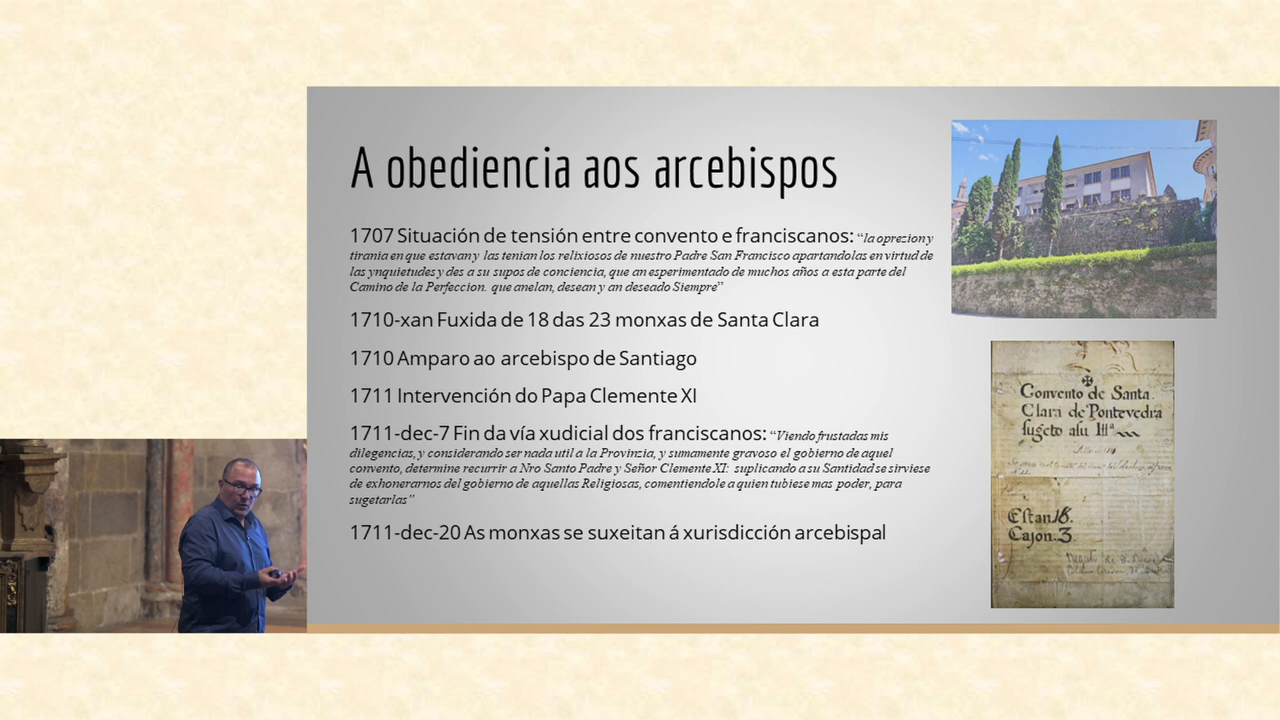 A obediencia aos arcebispos
1707 Situación de tensión entre convento e franciscanos: “la oprezion y
tirania en que estavan y las tenian los relixiosos de nuestro Padre San Francisco apartandolas en virtud de
las ynquietudes y des a su supos de conciencia, que an esperimentado de muchos años a esta parte del
Camino de la Perfeccion. que anelan, desean y an deseado Siempre”
1710-xan Fuxida de 18 das 23 monxas de Santa Clara
1710 Amparo ao arcebispo de Santiago
1711 Intervención do Papa Clemente XI
1711-dec-7 Fin da vía xudicial dos franciscanos: “Viendo frustadas mis
dilegencias, y considerando ser nada util a la Provinzia, y sumamente gravoso el gobierno de aquel
convento, determine recurrir a Nro Santo Padre y Señor Clemente XI: suplicando a su Santidad se sirviese
de exhonerarnos del gobierno de aquellas Religiosas, comentiendole a quien tubiese mas poder, para
sugetarlas”
1711-dec-20 As monxas se suxeitan á xurisdicción arcebispal
Convento de Santa
Clara de Pontevedra
sugeto a su Illª
Estan 18.
Cajon. 3.